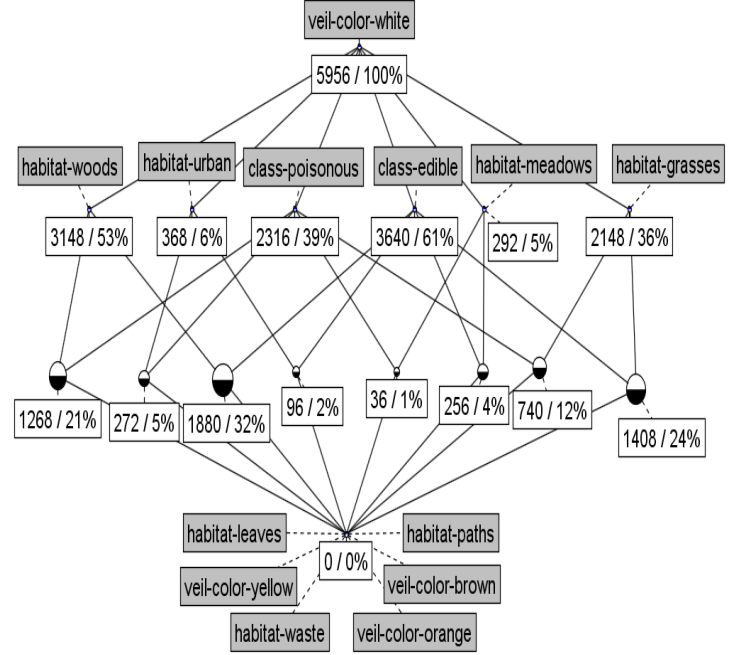 veil-color-white
5956 / 100%
habitat-woods
habitat-urban
class-poisonous
class-edible
habitat-meadows
habitat-grasses
3148 / 53%
368 / 6%
2316 / 39%
3640 / 61%
292 / 5%
2148 / 36%
1268 / 21%
272 / 5%
1880 / 32%
96 / 2%
36 / 1%
256 / 4%
740 / 12%
1408 / 24%
habitat-leaves
habitat-paths
0 / 0%
veil-color-yellow
veil-color-brown
habitat-waste
veil-color-orange